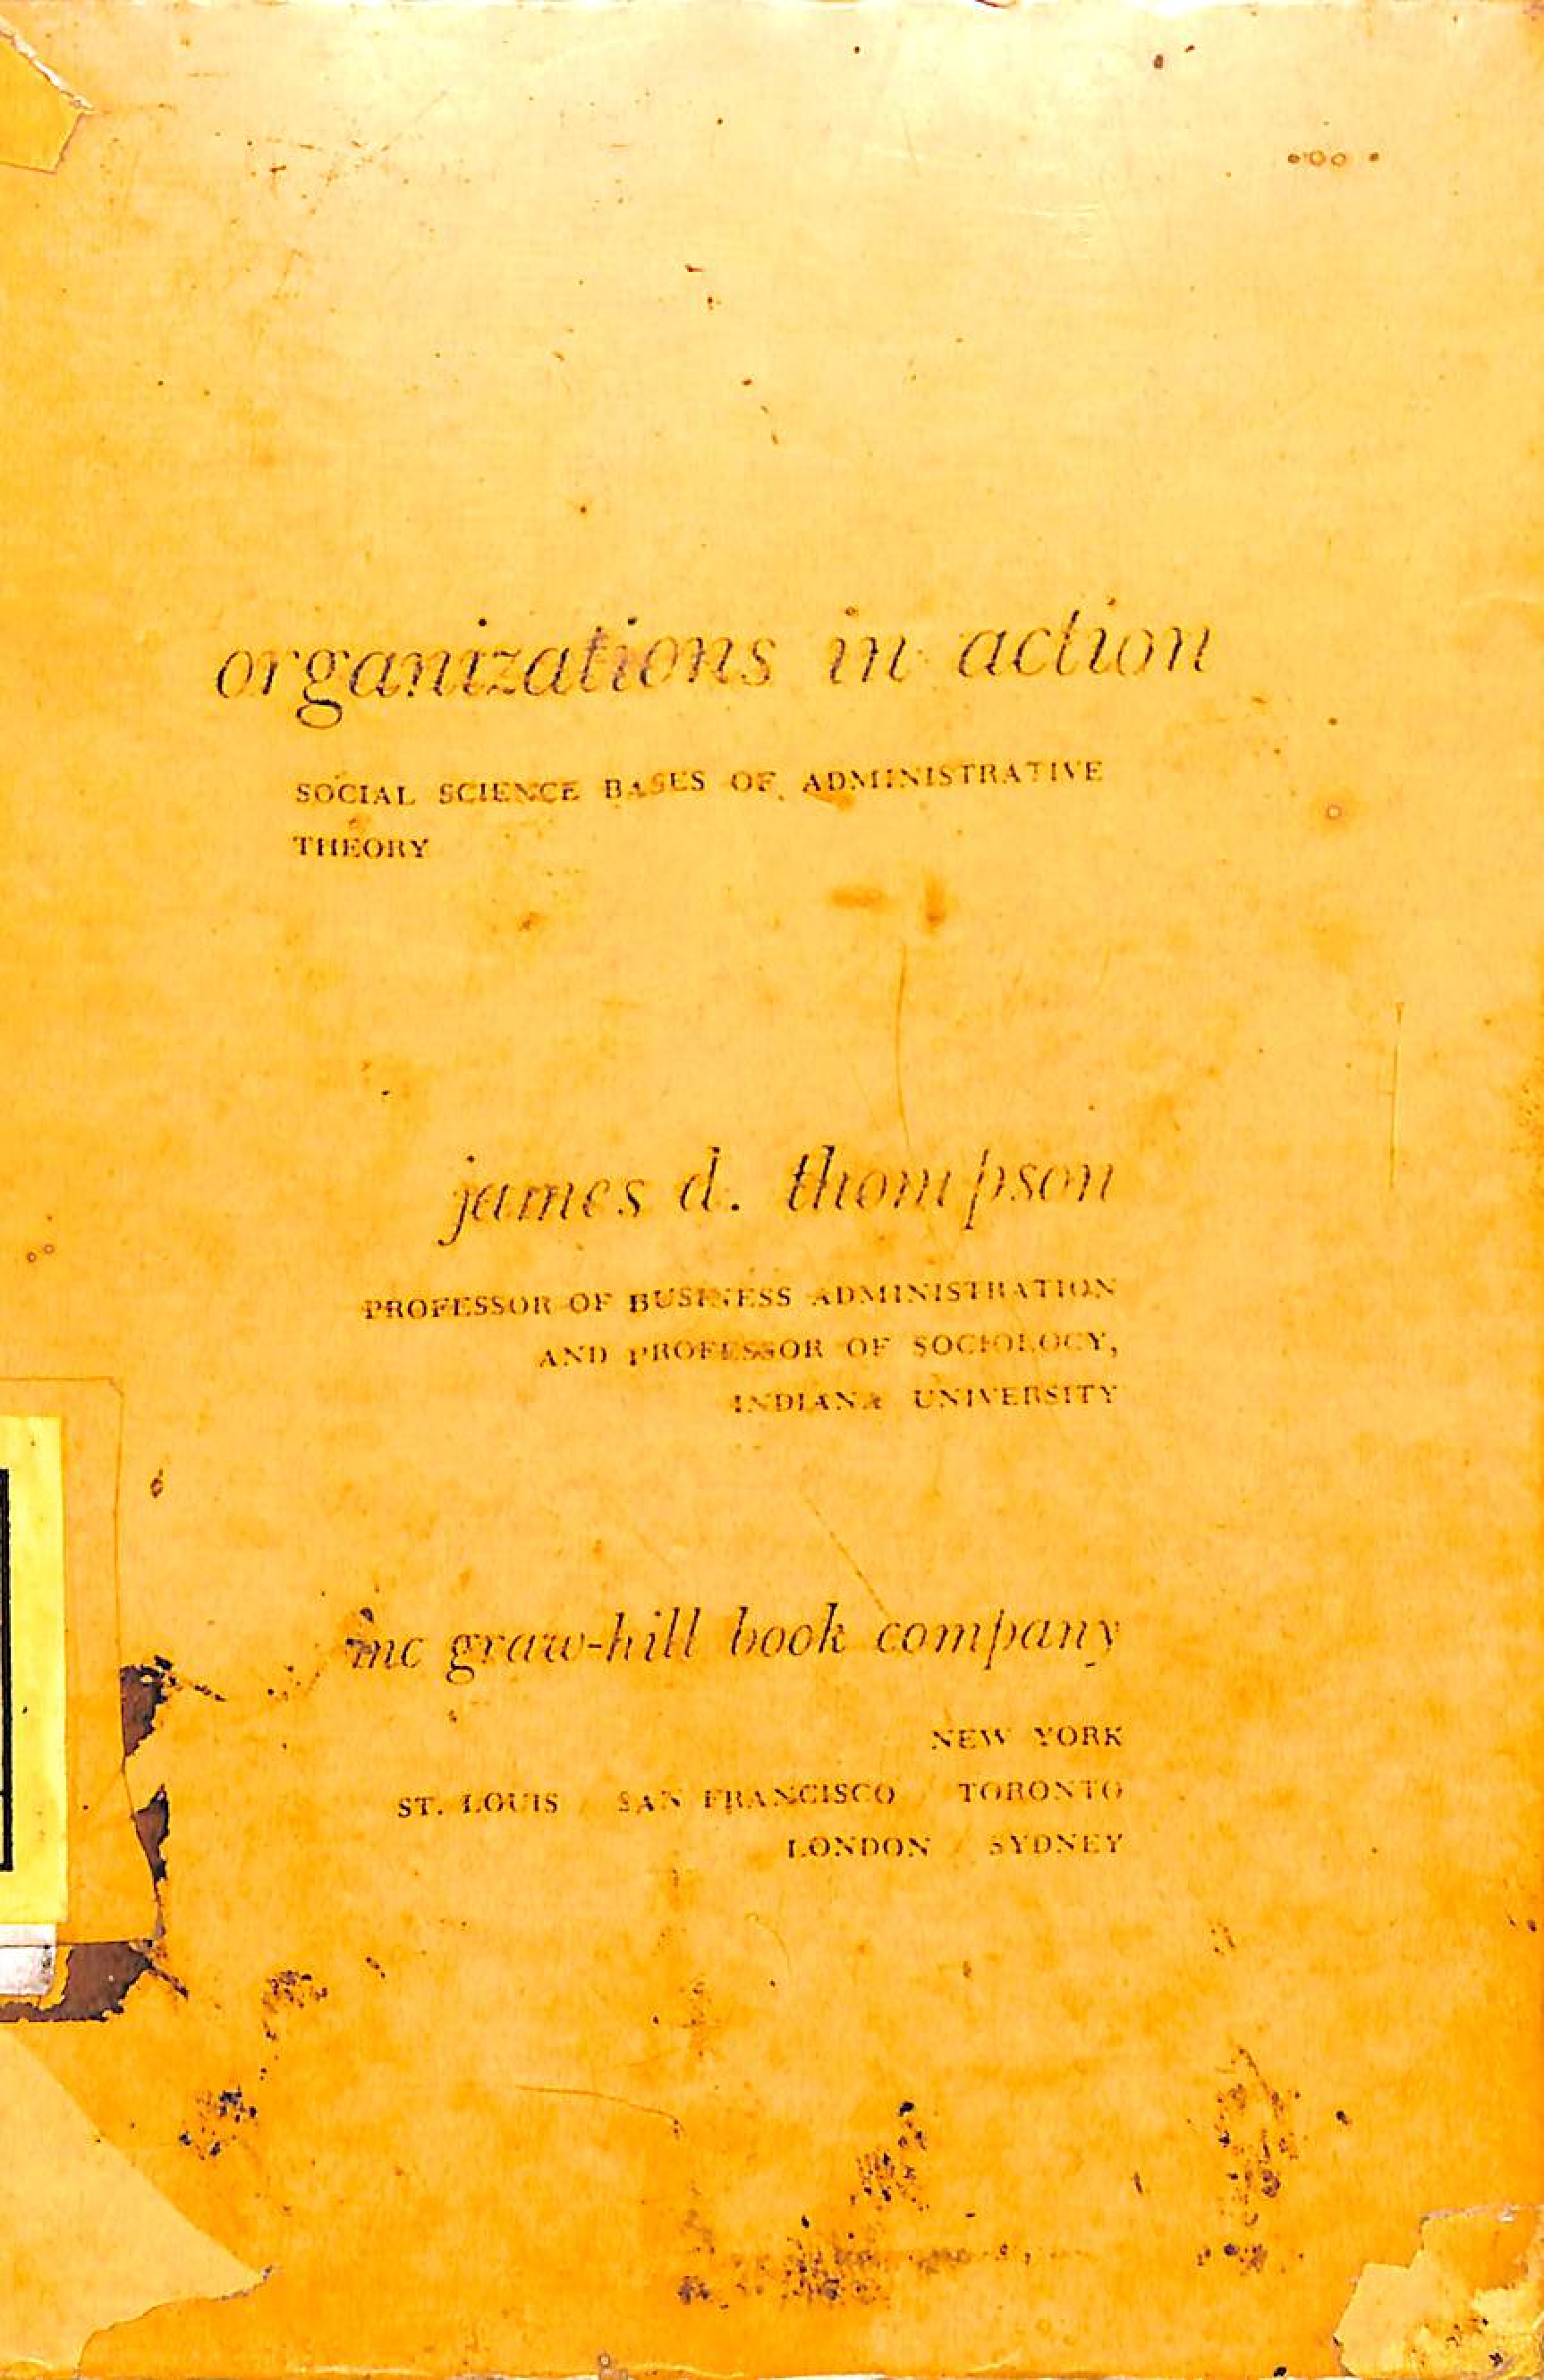 organizations in action
SOCIAL SCIENCE BASES OF ADMINISTRATIVE
THEORY
james d. thompson
PROFESSOR OF BUSINESS ADMINISTRATION
AND PROFESSOR OF SOCIOLOGY,
INDIANA UNIVERSITY
mc graw-hill book company
NEW YORK
ST. LOUIS SAN FRANCISCO TORONTO
LONDON SYDNEY